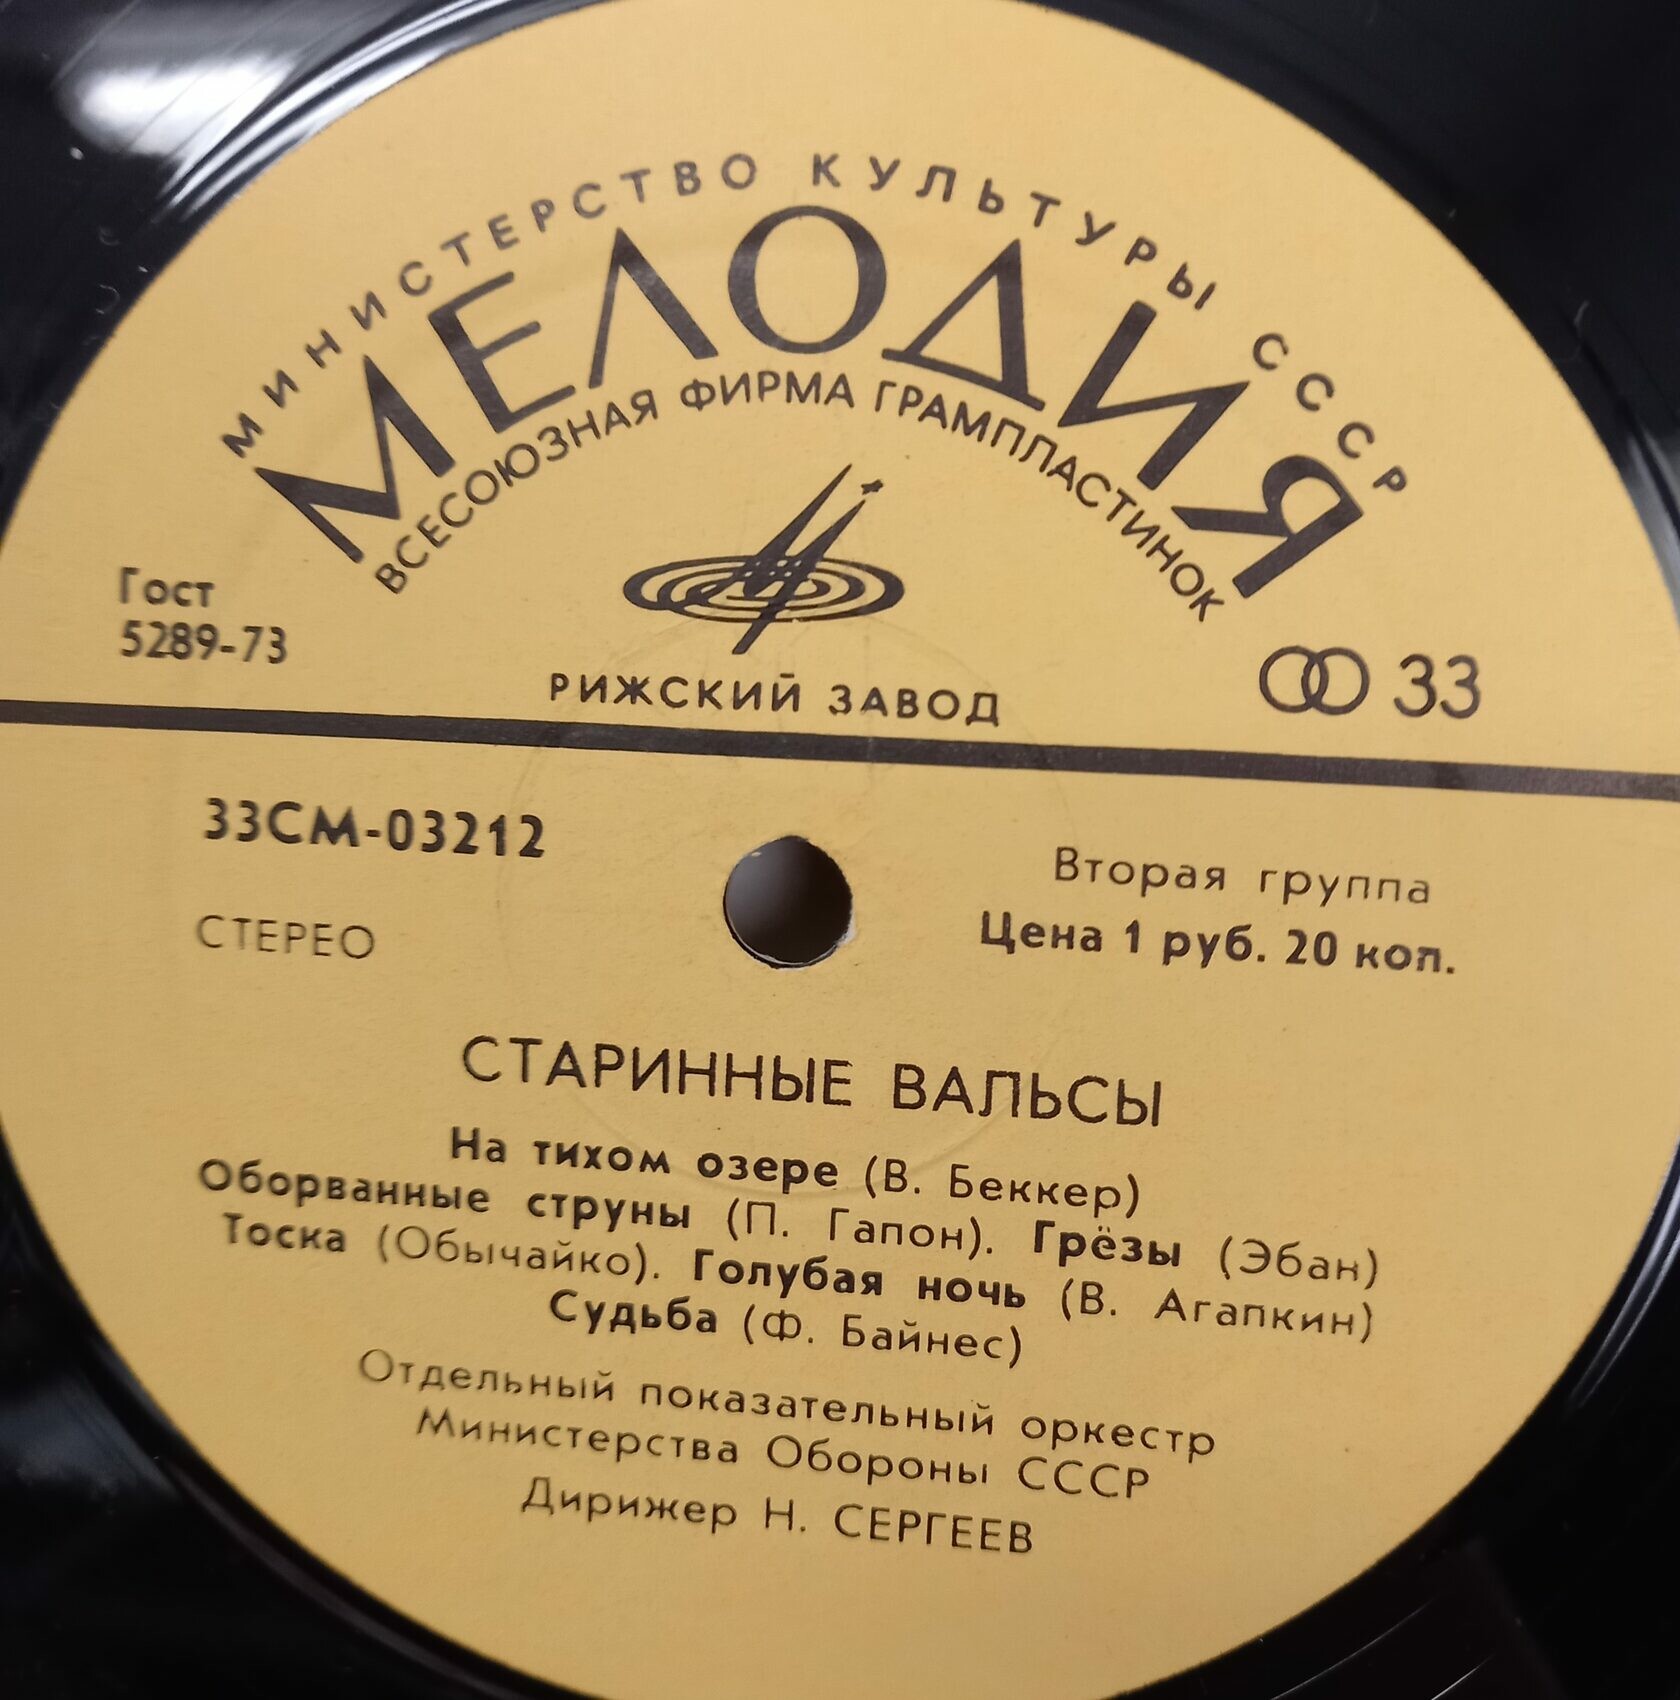 МИНИСТЕРСТВО КУЛЬТУРЫ СССР
МЕЛОДИЯ
ВСЕСОЮЗНАЯ ФИРМА ГРАМПЛАСТИНОК
Гост
5289-73
РИЖСКИЙ ЗАВОД
33
33СМ-03212
Вторая группа
СТЕРЕО
Цена 1 руб. 20 коп.
СТАРИННЫЕ ВАЛЬСЫ
На тихом озере (В. Беккер)
Оборванные струны (П. Гапон). Грёзы (Эбан)
Тоска (Обычайко). Голубая ночь (В. Агапкин)
Судьба (Ф. Байнес)
Отдельный показательный оркестр
Министерства Обороны СССР
Дирижер Н. СЕРГЕЕВ